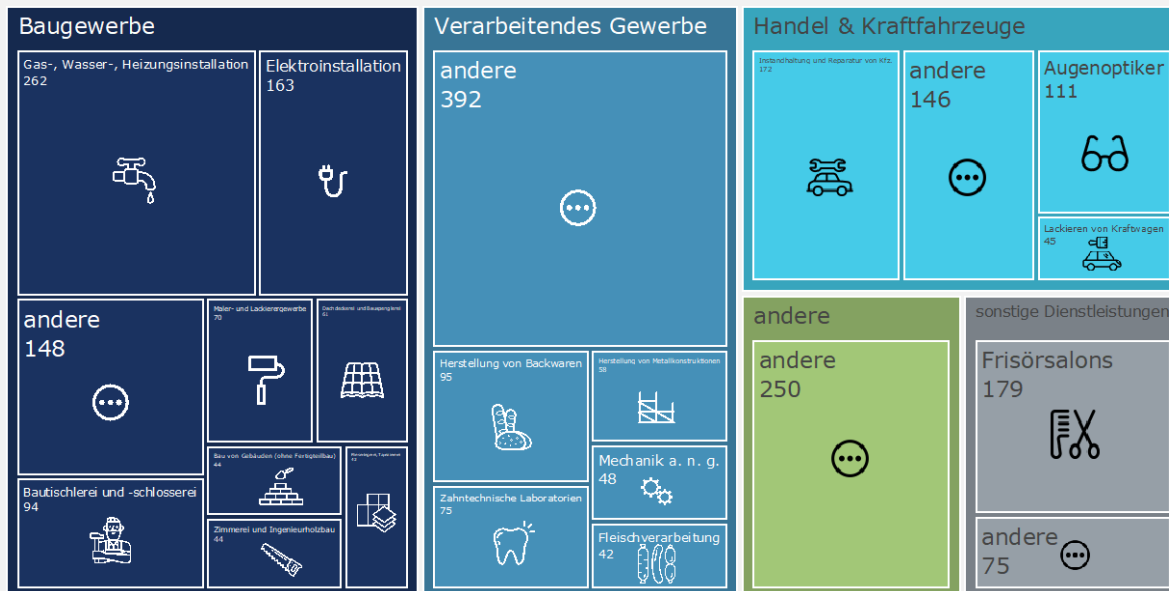 Baugewerbe
Gas-, Wasser-, Heizungsinstallation
262
Elektroinstallation
163
andere
148
Maler- und Lackierergewerbe
70
Dachdeckerei und Bauspenglerei
61
Bautischlerei und -schlosserei
94
Bau von Gebäuden (ohne Fertigteilbau)
44
Zimmerei und Ingenieurholzbau
44
Verarbeitendes Gewerbe
andere
392
Herstellung von Backwaren
95
Herstellung von Metallkonstruktionen
58
Zahntechnische Laboratorien
75
Mechanik a. n. g.
48
Fleischverarbeitung
42
Handel & Kraftfahrzeuge
Instandhaltung und Reparatur von Kfz.
172
andere
146
Augenoptiker
111
Lackieren von Kraftwagen
45
andere
andere
250
sonstige Dienstleistungen
Frisörsalons
179
andere
75